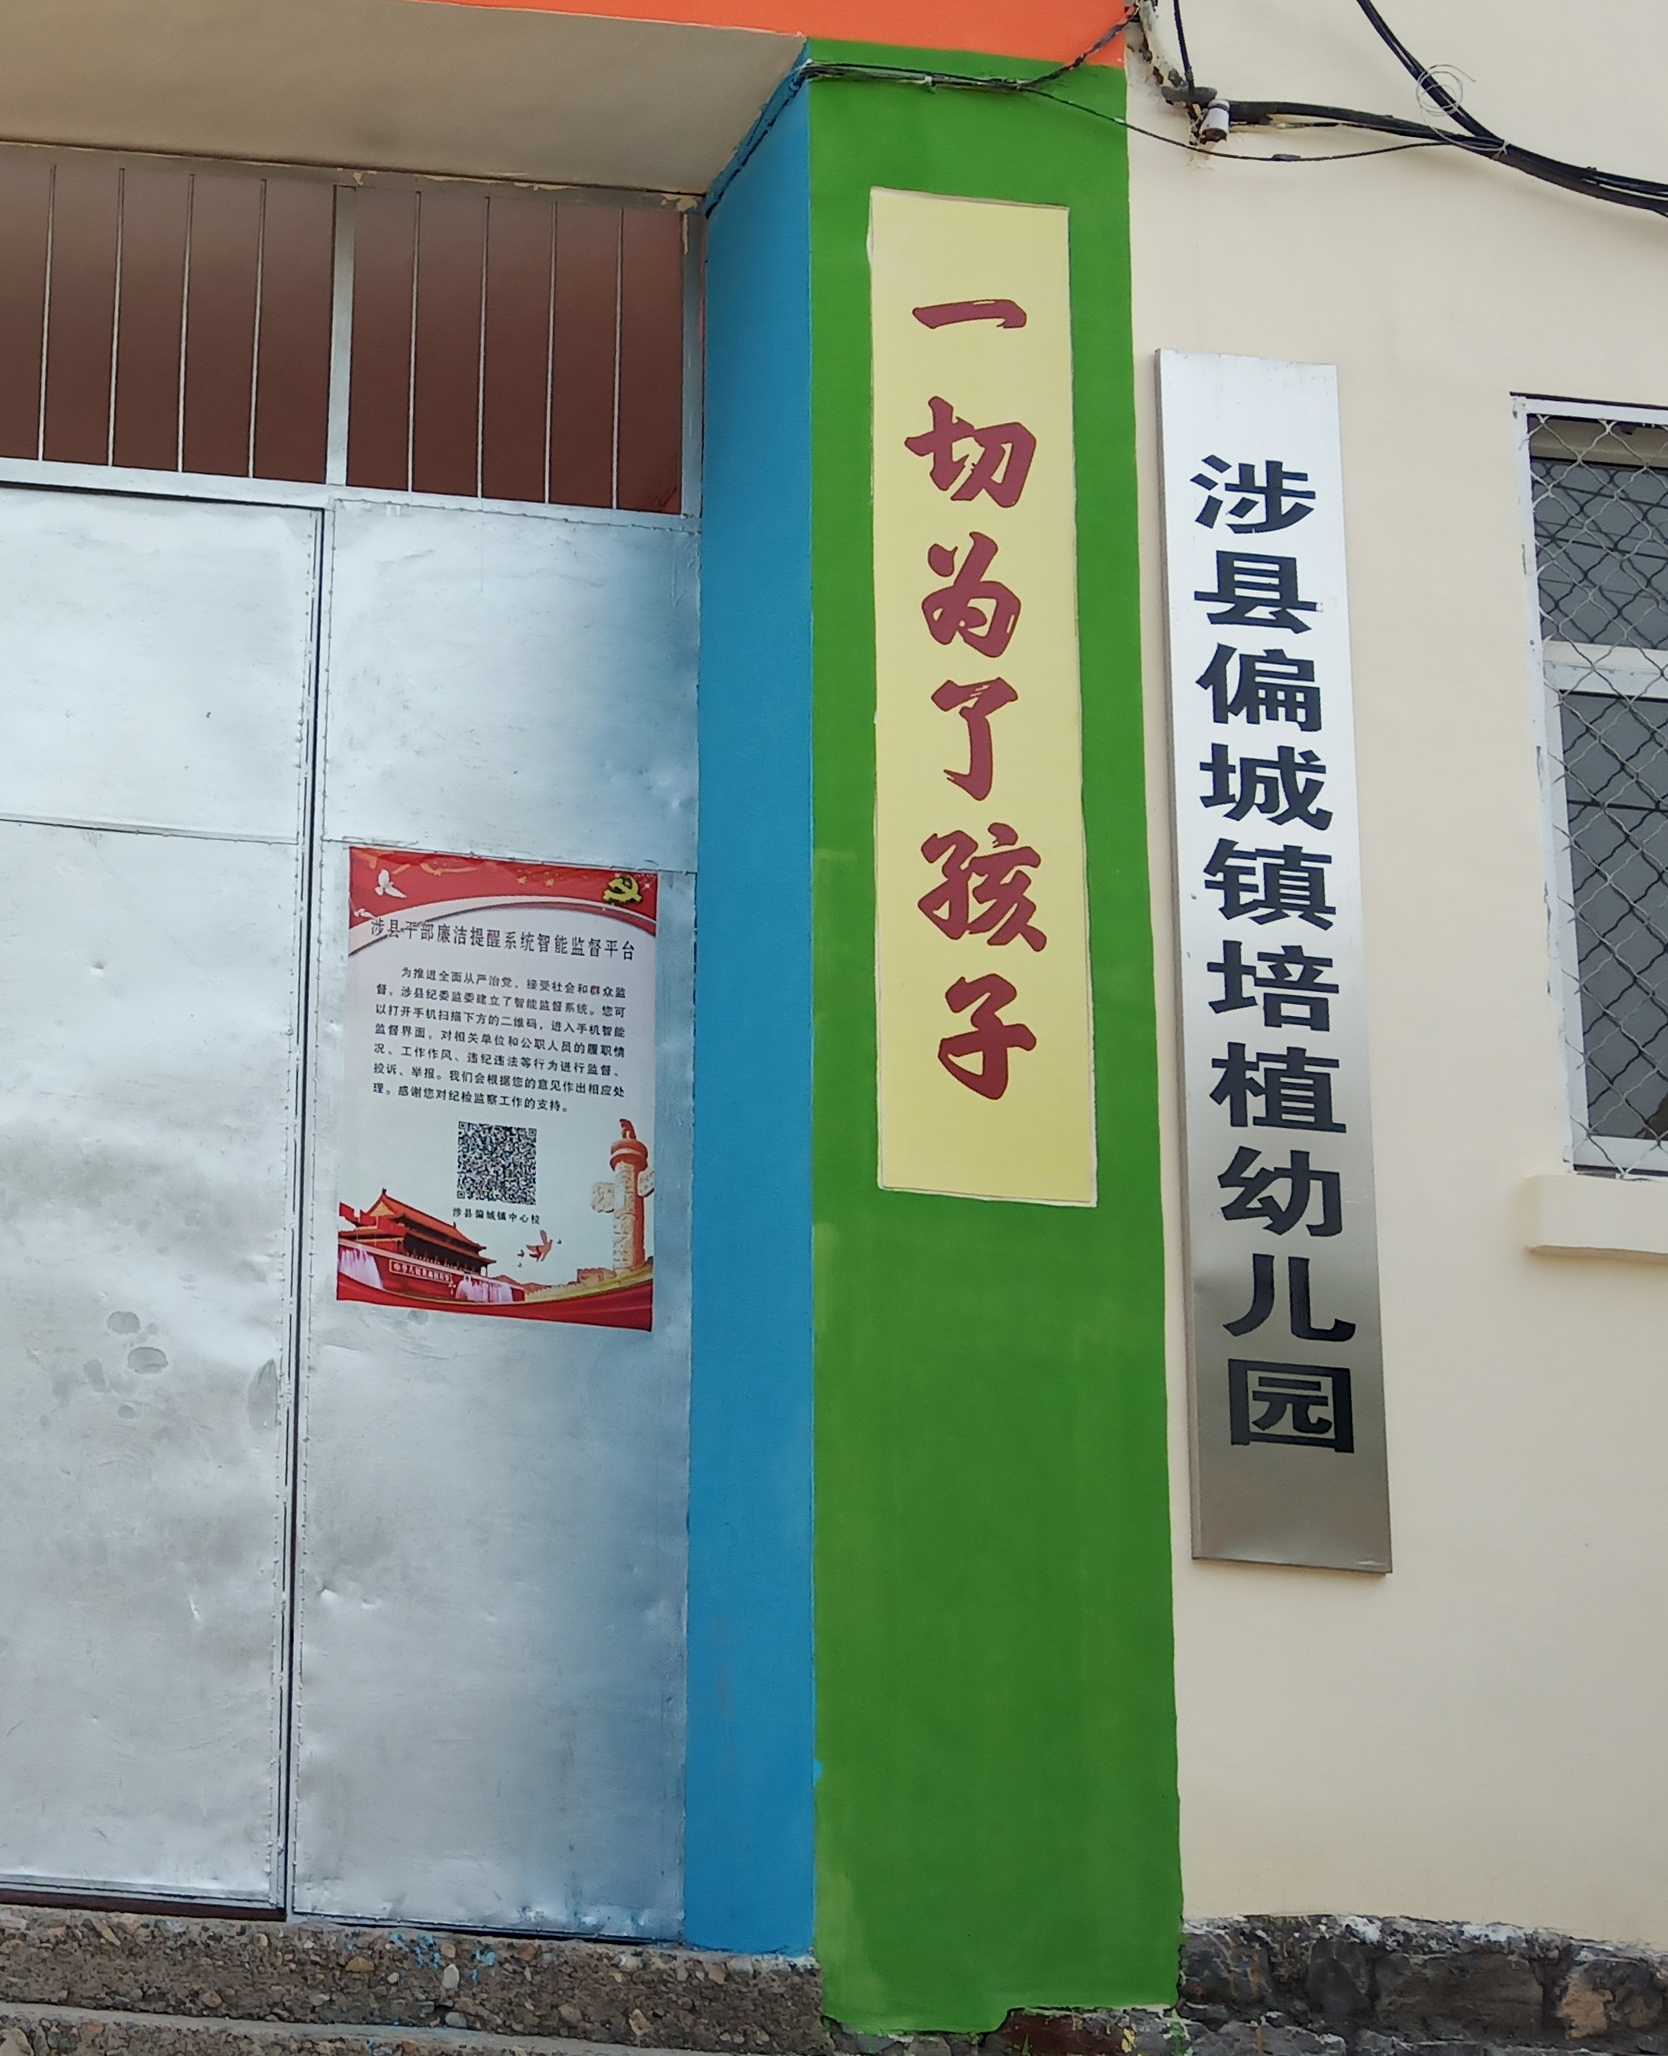 一切为了孩子
涉县偏城镇培植幼儿园
涉县干部廉洁提醒系统智能监督平台
为推进全面从严治党，接受社会和群众监
督，涉县纪委监委建立了智能监督系统。您可
以打开手机扫描下方的二维码，进入手机智能
监督界面，对相关单位和公职人员的履职情
况、工作作风、违纪违法等行为进行监督、
投诉、举报。我们会根据您的意见作出相应处
理。感谢您对纪检监察工作的支持。
涉县偏城镇中心校